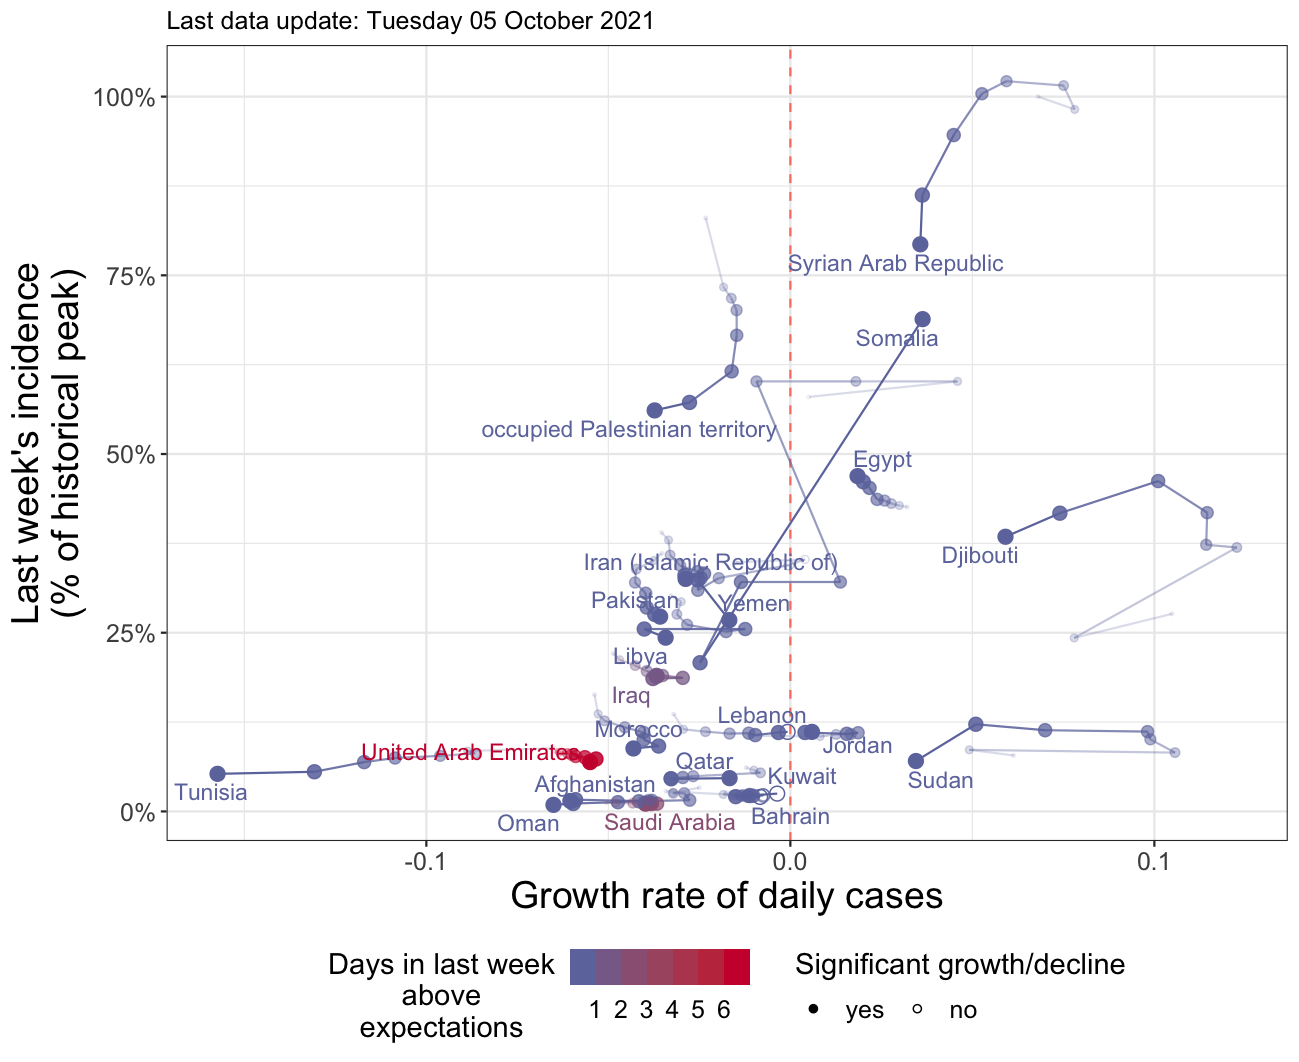 Last data update: Tuesday 05 October 2021
Last week's incidence
(% of historical peak)
100%
75%
50%
25%
0%
Syrian Arab Republic
Somalia
occupied Palestinian territory
Egypt
Djibouti
Iran (Islamic Republic of)
Pakistan
Yemen
Libya
Iraq
Lebanon
Morocco
Jordan
United Arab Emirates
Qatar
Kuwait
Sudan
Tunisia
Afghanistan
Bahrain
Oman
Saudi Arabia
-0.1
0.0
0.1
Growth rate of daily cases
Days in last week
above
expectations
1 2 3 4 5 6
Significant growth/decline
yes
no